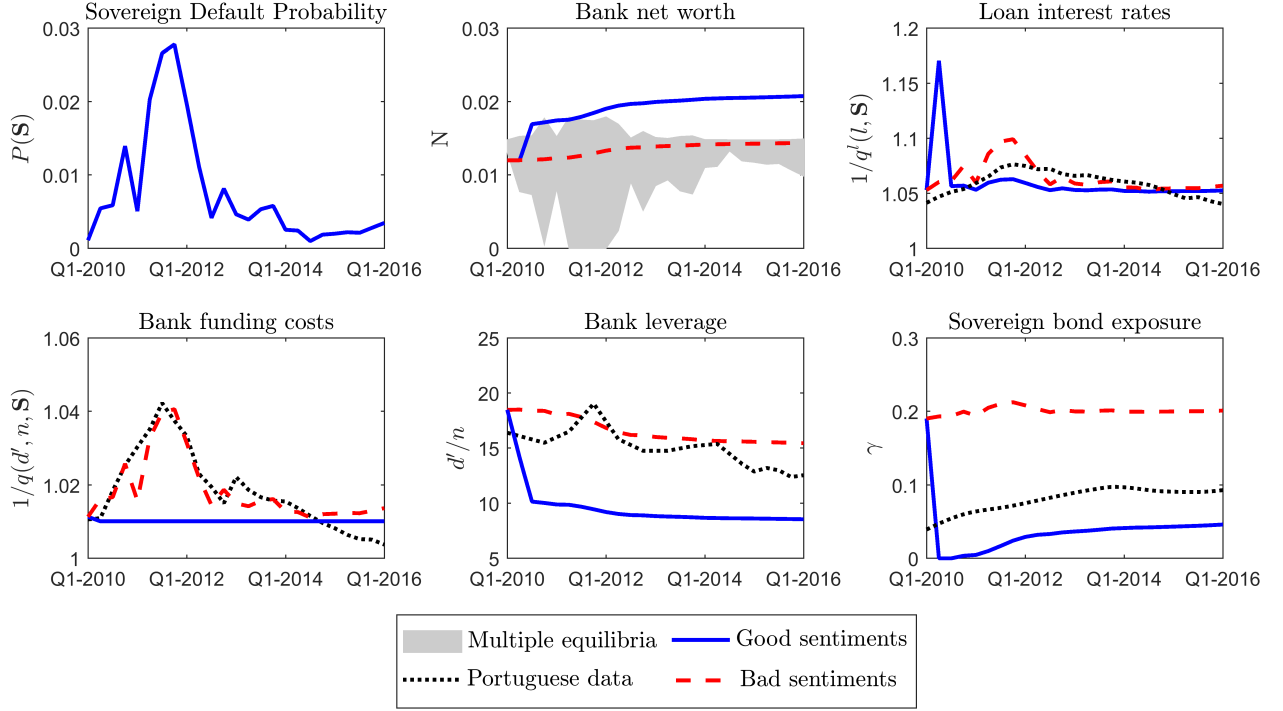 Sovereign Default Probability
P(S)
0.03
0.02
0.01
0
Q1-2010 Q1-2012 Q1-2014 Q1-2016
Bank net worth
N
0.03
0.02
0.01
0
Q1-2010 Q1-2012 Q1-2014 Q1-2016
Loan interest rates
1/q^l(l, S)
1.2
1.15
1.1
1.05
1
Q1-2010 Q1-2012 Q1-2014 Q1-2016
Bank funding costs
1/q(d′, n, S)
1.06
1.04
1.02
1
Q1-2010 Q1-2012 Q1-2014 Q1-2016
Bank leverage
d′/n
25
20
15
10
5
Q1-2010 Q1-2012 Q1-2014 Q1-2016
Sovereign bond exposure
γ
0.3
0.2
0.1
0
Q1-2010 Q1-2012 Q1-2014 Q1-2016
Multiple equilibria Good sentiments
Portuguese data Bad sentiments